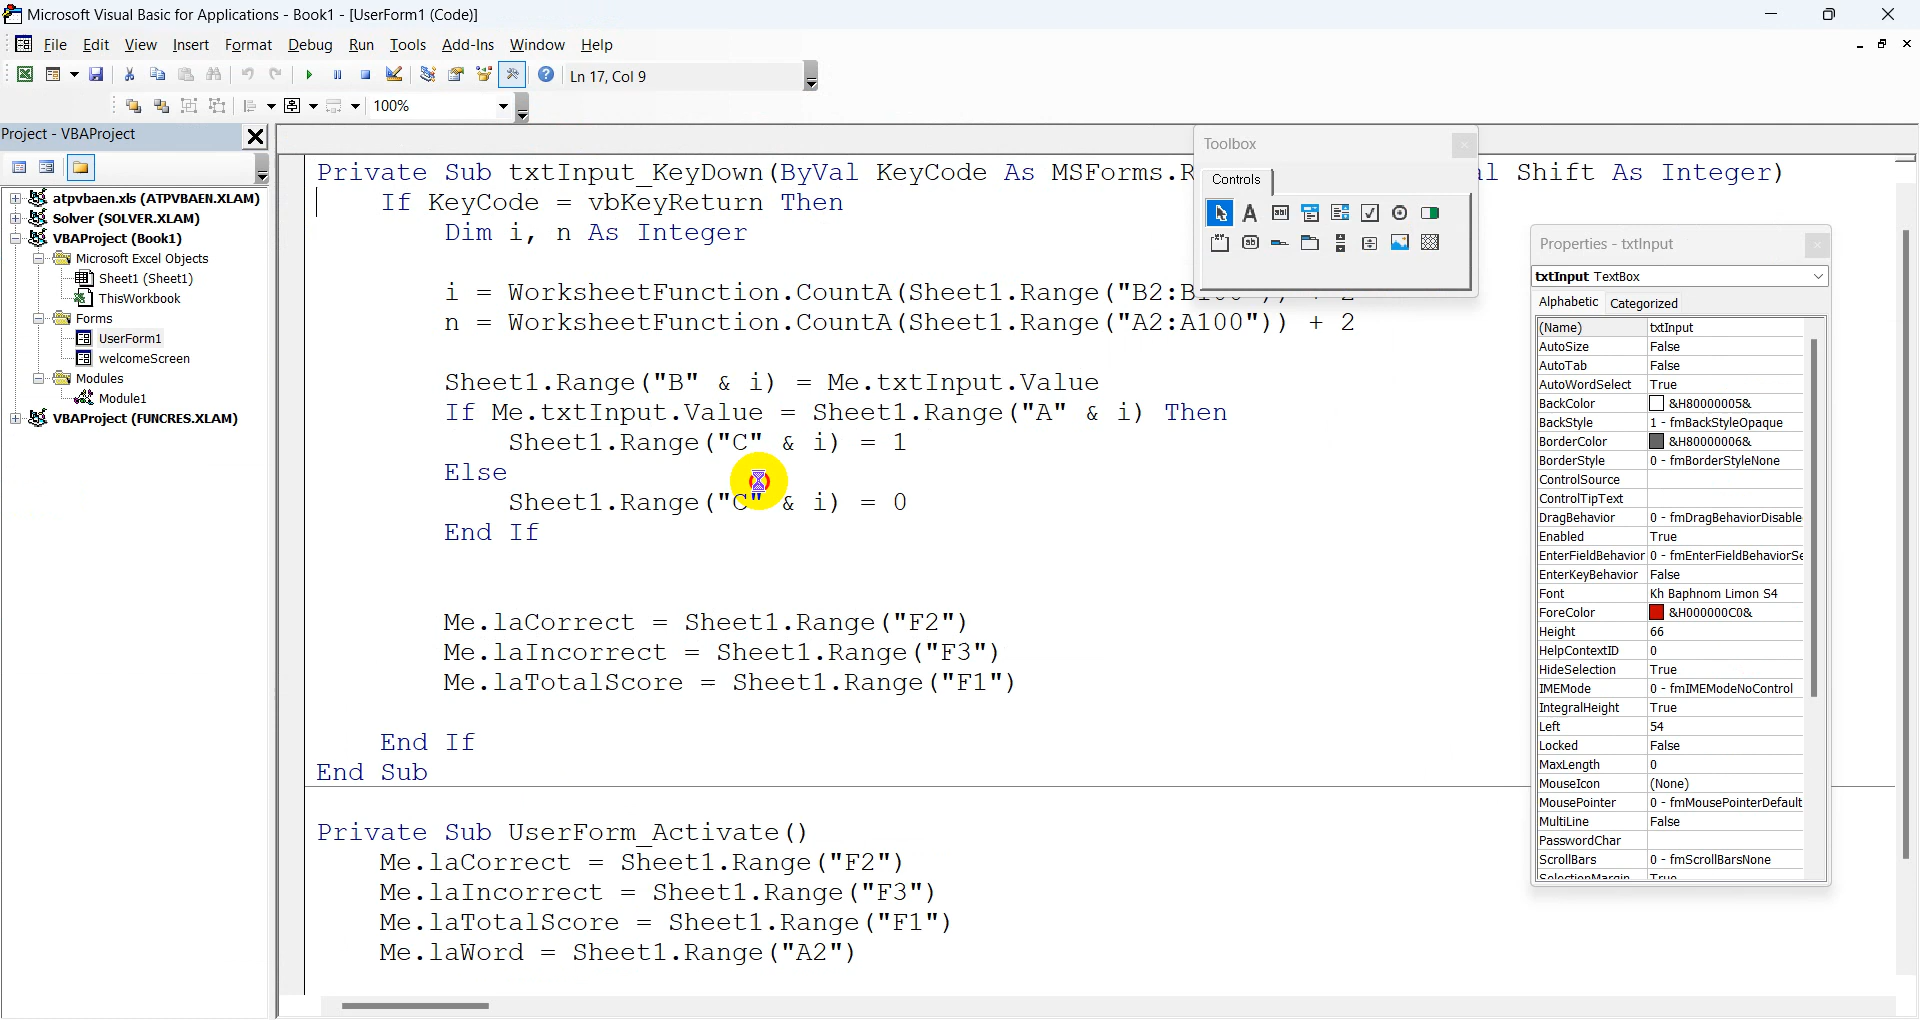 Microsoft Visual Basic for Applications - Book1 - [UserForm1 (Code)]
File Edit View Insert Format Debug Run Tools Add-Ins Window Help
Ln 17, Col 9
100%
Project - VBAProject
atpvbaen.xls (ATPVBAEN.XLAM)
Solver (SOLVER.XLAM)
VBAProject (Book1)
Microsoft Excel Objects
Sheet1 (Sheet1)
ThisWorkbook
Forms
UserForm1
welcomeScreen
Modules
Module1
VBAProject (FUNCRES.XLAM)
Private Sub txtInput_KeyDown(ByVal KeyCode As MSForms.R al Shift As Integer)
If KeyCode = vbKeyReturn Then
Dim i, n As Integer
i = WorksheetFunction.CountA(Sheet1.Range("B2:B100")) + 2
n = WorksheetFunction.CountA(Sheet1.Range("A2:A100")) + 2
Sheet1.Range("B" & i) = Me.txtInput.Value
If Me.txtInput.Value = Sheet1.Range("A" & i) Then
Sheet1.Range("C" & i) = 1
Else
Sheet1.Range("C" & i) = 0
End If
Me.laCorrect = Sheet1.Range("F2")
Me.laIncorrect = Sheet1.Range("F3")
Me.laTotalScore = Sheet1.Range("F1")
End If
End Sub
Private Sub UserForm_Activate()
Me.laCorrect = Sheet1.Range("F2")
Me.laIncorrect = Sheet1.Range("F3")
Me.laTotalScore = Sheet1.Range("F1")
Me.laWord = Sheet1.Range("A2")
Toolbox
Controls
Properties - txtInput
txtInput TextBox
Alphabetic Categorized
(Name) txtInput
AutoSize False
AutoTab False
AutoWordSelect True
BackColor &H80000005&
BackStyle 1 - fmBackStyleOpaque
BorderColor &H80000006&
BorderStyle 0 - fmBorderStyleNone
ControlSource
ControlTipText
DragBehavior 0 - fmDragBehaviorDisable
Enabled True
EnterFieldBehavior 0 - fmEnterFieldBehaviorSe
EnterKeyBehavior False
Font Kh Baphnom Limon S4
ForeColor &H000000C0&
Height 66
HelpContextID 0
HideSelection True
IMEMode 0 - fmIMEModeNoControl
IntegralHeight True
Left 54
Locked False
MaxLength 0
MouseIcon (None)
MousePointer 0 - fmMousePointerDefault
MultiLine False
PasswordChar
ScrollBars 0 - fmScrollBarsNone
SelectionMargin True